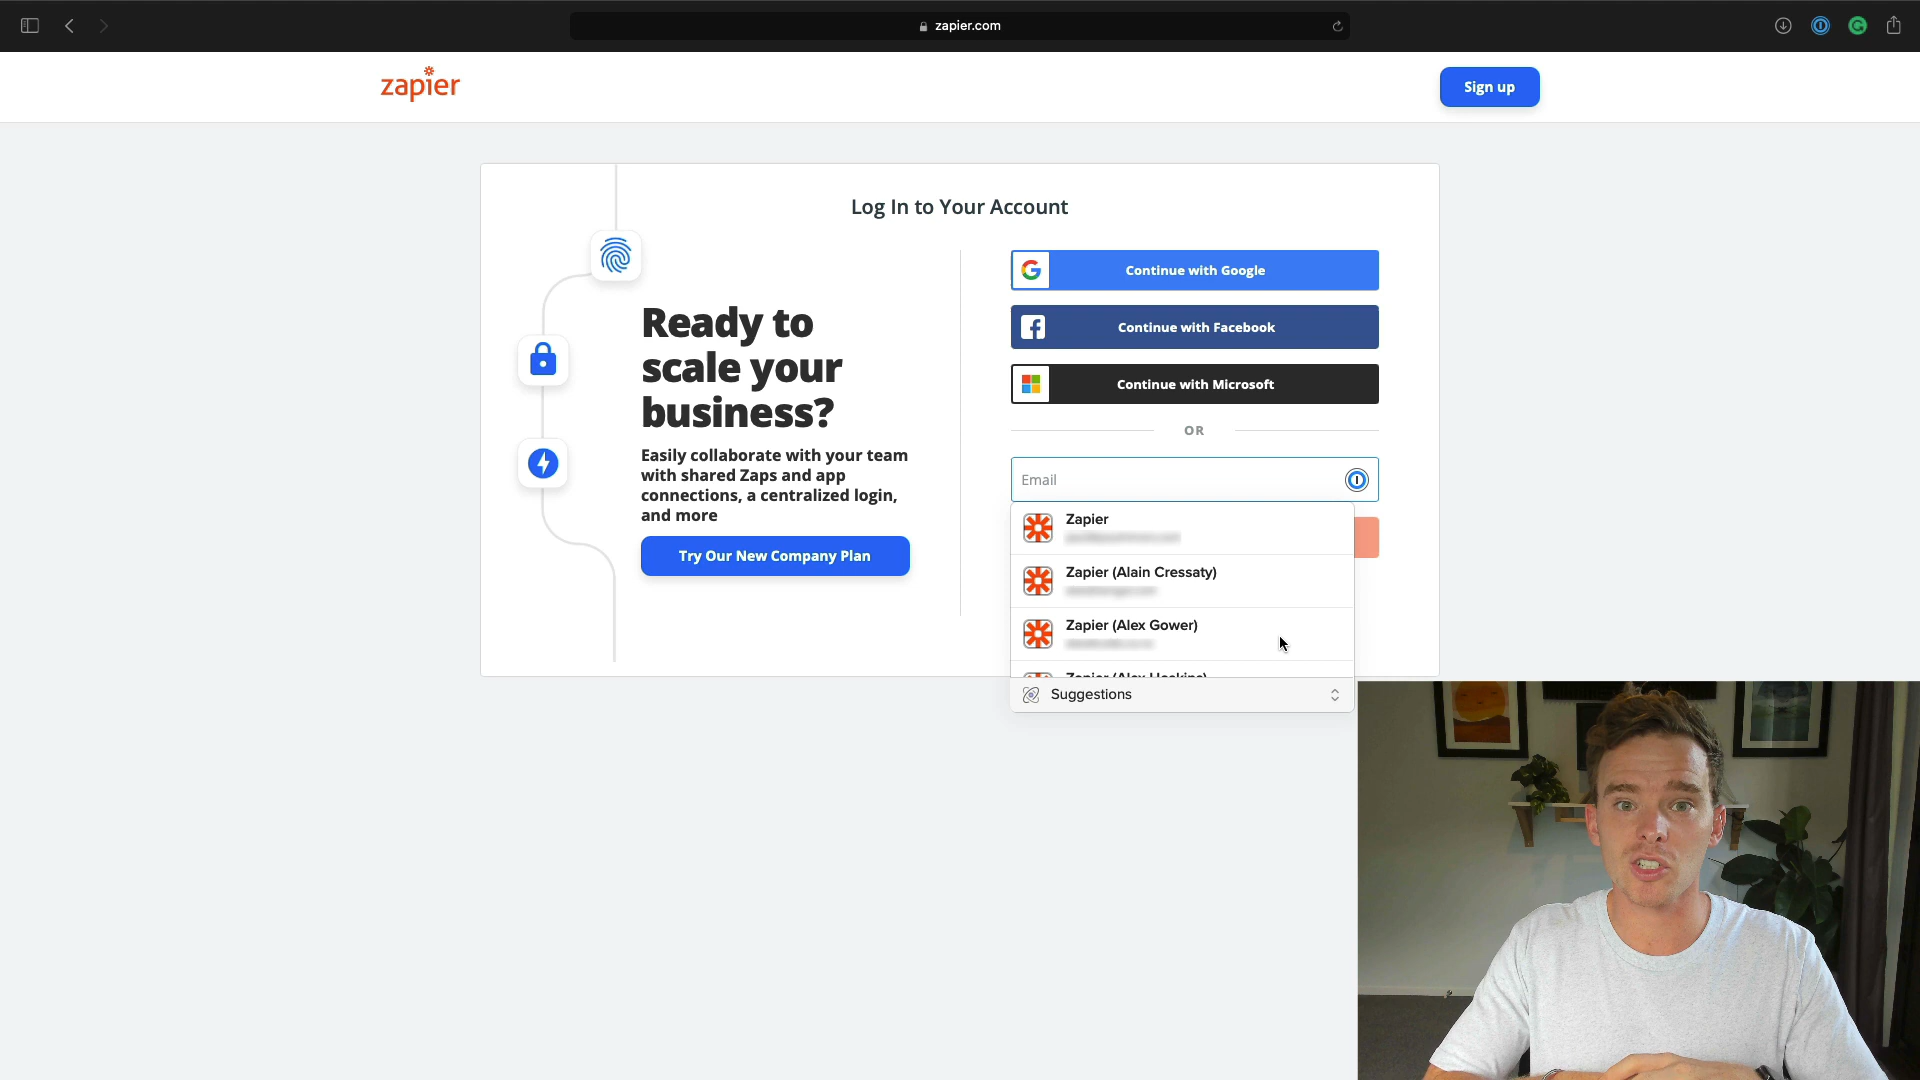 zapier.com
zapier
Sign up
Log In to Your Account
Continue with Google
Ready to
scale your
business?
Continue with Facebook
Continue with Microsoft
OR
Easily collaborate with your team
with shared Zaps and app
connections, a centralized login,
and more
Try Our New Company Plan
Email
Zapier
Zapier (Alain Cressaty)
Zapier (Alex Gower)
Suggestions